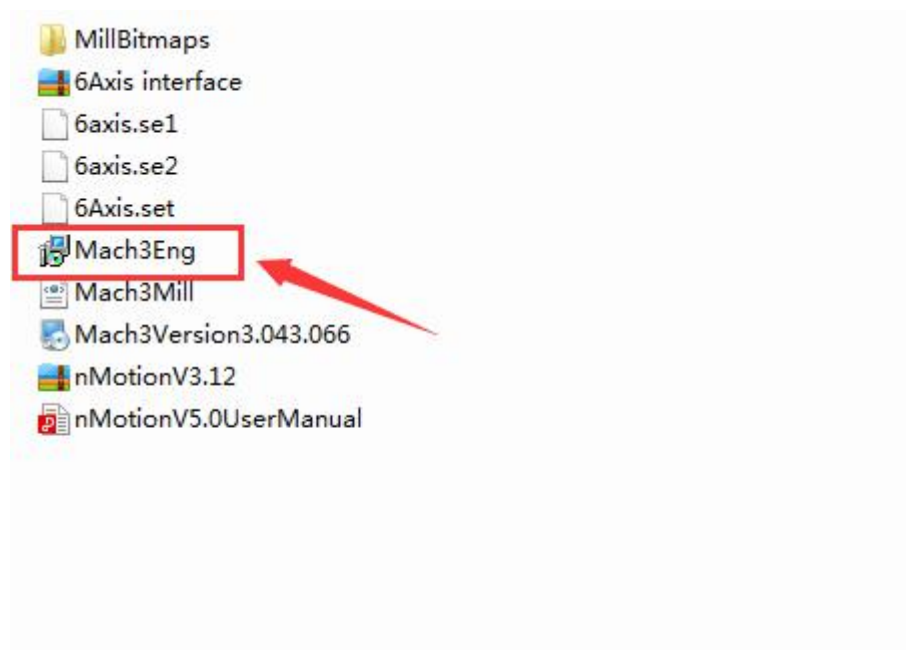 MillBitmaps
6Axis interface
6axis.se1
6axis.se2
6Axis.set
Mach3Eng
Mach3Mill
Mach3Version3.043.066
nMotionV3.12
nMotionV5.0UserManual